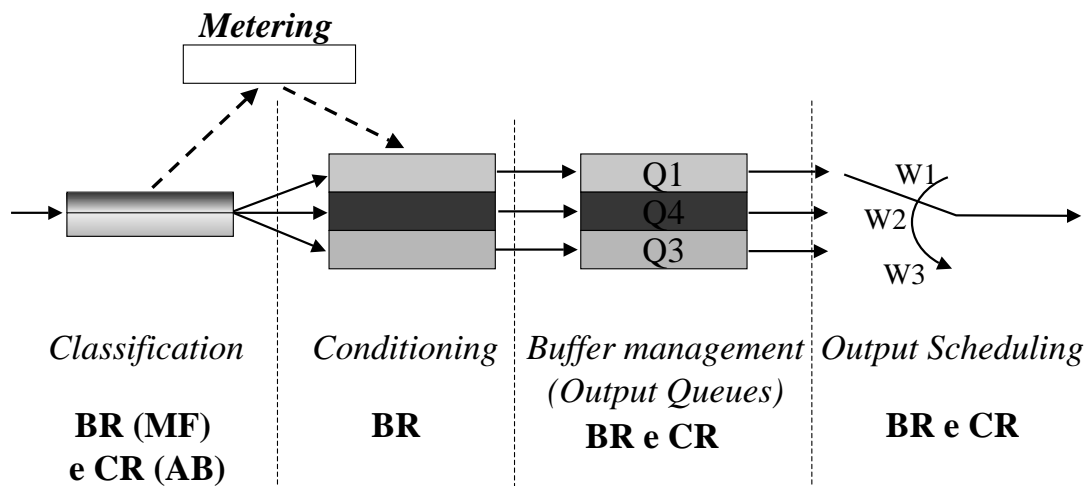 Metering
Q1
Q4
Q3
W1
W2
W3
Classification
Conditioning
Buffer management
(Output Queues)
Output Scheduling
BR (MF)
e CR (AB)
BR
BR e CR
BR e CR